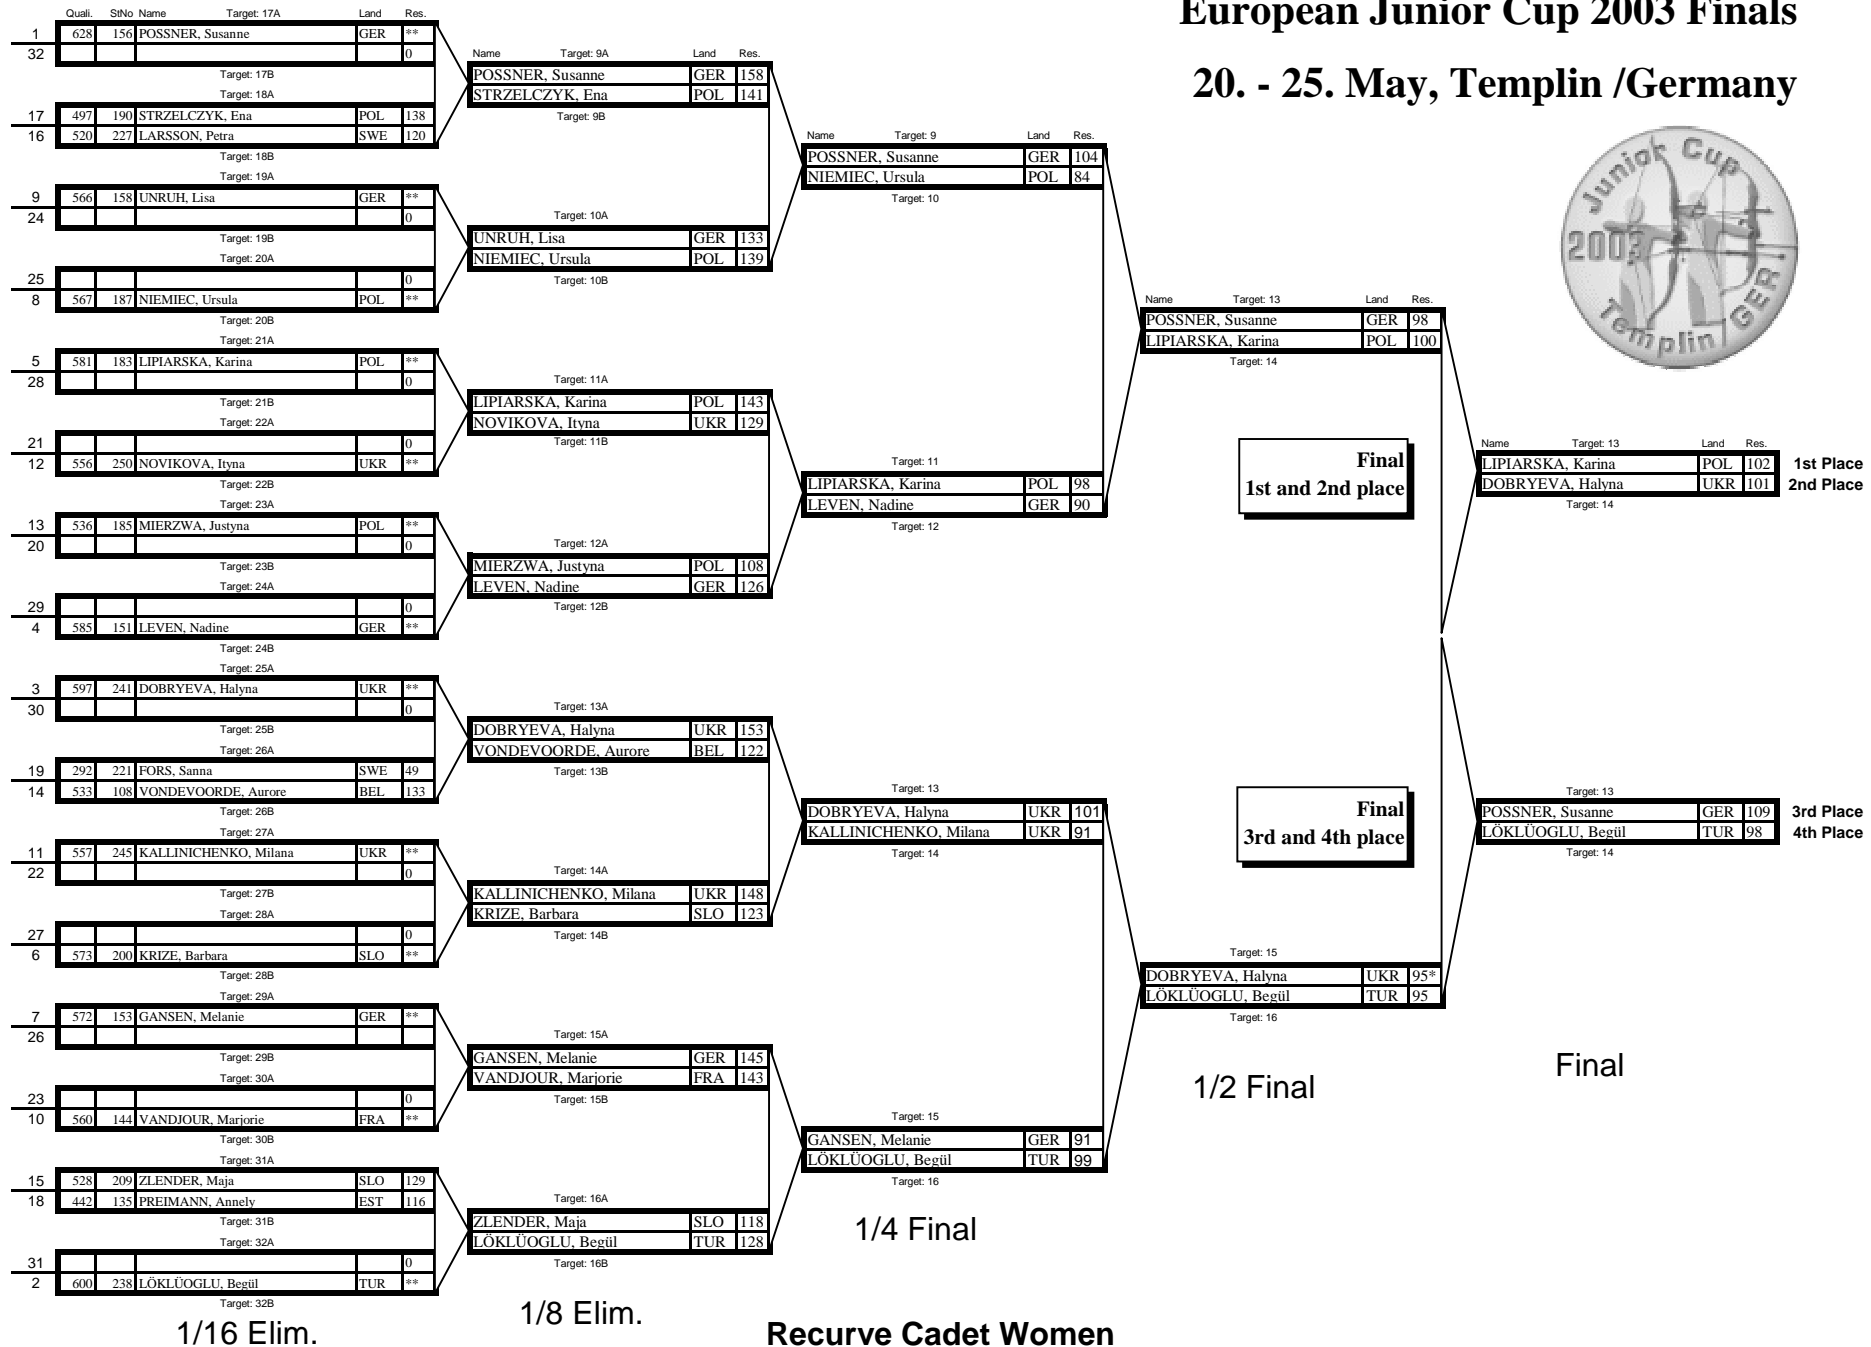 European Junior Cup 2003 Finals
20. - 25. May, Templin /Germany
Junior Cup
2003
Templin GER
Quali. StNo Name Target: 17A Land Res.
1 628 156 POSSNER, Susanne GER **
32 0
Target: 17B
Target: 18A
17 497 190 STRZELCZYK, Ena POL 138
16 520 227 LARSSON, Petra SWE 120
Target: 18B
Target: 19A
9 566 158 UNRUH, Lisa GER **
24 0
Target: 19B
Target: 20A
25 0
8 567 187 NIEMIEC, Ursula POL **
Target: 20B
Target: 21A
5 581 183 LIPIARSKA, Karina POL **
28 0
Target: 21B
Target: 22A
21 0
12 556 250 NOVIKOVA, Ityna UKR **
Target: 22B
Target: 23A
13 536 185 MIERZWA, Justyna POL **
20 0
Target: 23B
Target: 24A
29 0
4 585 151 LEVEN, Nadine GER **
Target: 24B
Target: 25A
3 597 241 DOBRYEVA, Halyna UKR **
30 0
Target: 25B
Target: 26A
19 292 221 FORS, Sanna SWE 49
14 533 108 VONDEVOORDE, Aurore BEL 133
Target: 26B
Target: 27A
11 557 245 KALLINICHENKO, Milana UKR **
22 0
Target: 27B
Target: 28A
27 0
6 573 200 KRIZE, Barbara SLO **
Target: 28B
Target: 29A
7 572 153 GANSEN, Melanie GER **
26
Target: 29B
Target: 30A
23 0
10 560 144 VANDJOUR, Marjorie FRA **
Target: 30B
Target: 31A
15 528 209 ZLENDER, Maja SLO 129
18 442 135 PREIMANN, Annely EST 116
Target: 31B
Target: 32A
31 0
2 600 238 LÖKLÜOGLU, Begül TUR **
Target: 32B
1/16 Elim.
Name Target: 9A Land Res.
POSSNER, Susanne GER 158
STRZELCZYK, Ena POL 141
Target: 9B
Target: 10A
UNRUH, Lisa GER 133
NIEMIEC, Ursula POL 139
Target: 10B
Target: 11A
LIPIARSKA, Karina POL 143
NOVIKOVA, Ityna UKR 129
Target: 11B
Target: 12A
MIERZWA, Justyna POL 108
LEVEN, Nadine GER 126
Target: 12B
Target: 13A
DOBRYEVA, Halyna UKR 153
VONDEVOORDE, Aurore BEL 122
Target: 13B
Target: 14A
KALLINICHENKO, Milana UKR 148
KRIZE, Barbara SLO 123
Target: 14B
Target: 15A
GANSEN, Melanie GER 145
VANDJOUR, Marjorie FRA 143
Target: 15B
Target: 16A
ZLENDER, Maja SLO 118
LÖKLÜOGLU, Begül TUR 128
Target: 16B
1/8 Elim.
Name Target: 9 Land Res.
POSSNER, Susanne GER 104
NIEMIEC, Ursula POL 84
Target: 10
Target: 11
LIPIARSKA, Karina POL 98
LEVEN, Nadine GER 90
Target: 12
Target: 13
DOBRYEVA, Halyna UKR 101
KALLINICHENKO, Milana UKR 91
Target: 14
Target: 15
GANSEN, Melanie GER 91
LÖKLÜOGLU, Begül TUR 99
Target: 16
1/4 Final
Name Target: 13 Land Res.
POSSNER, Susanne GER 98
LIPIARSKA, Karina POL 100
Target: 14
Target: 15
DOBRYEVA, Halyna UKR 95*
LÖKLÜOGLU, Begül TUR 95
Target: 16
1/2 Final
Final
1st and 2nd place
Name Target: 13 Land Res.
LIPIARSKA, Karina POL 102 1st Place
DOBRYEVA, Halyna UKR 101 2nd Place
Target: 14
Final
3rd and 4th place
Target: 13
POSSNER, Susanne GER 109 3rd Place
LÖKLÜOGLU, Begül TUR 98 4th Place
Target: 14
Final
Recurve Cadet Women